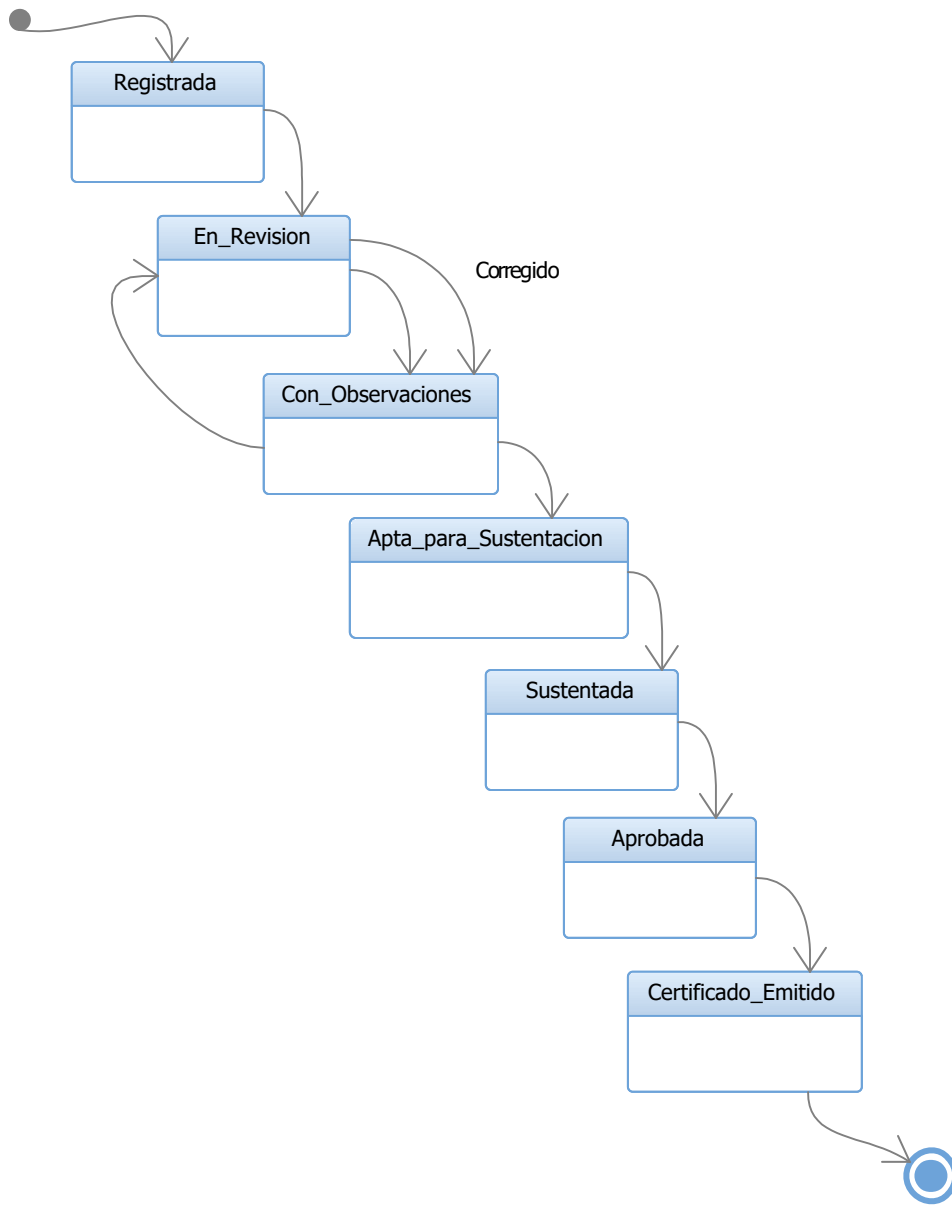 Registrada
En_Revision
Corregido
Con_Observaciones
Apta_para_Sustentacion
Sustentada
Aprobada
Certificado_Emitido